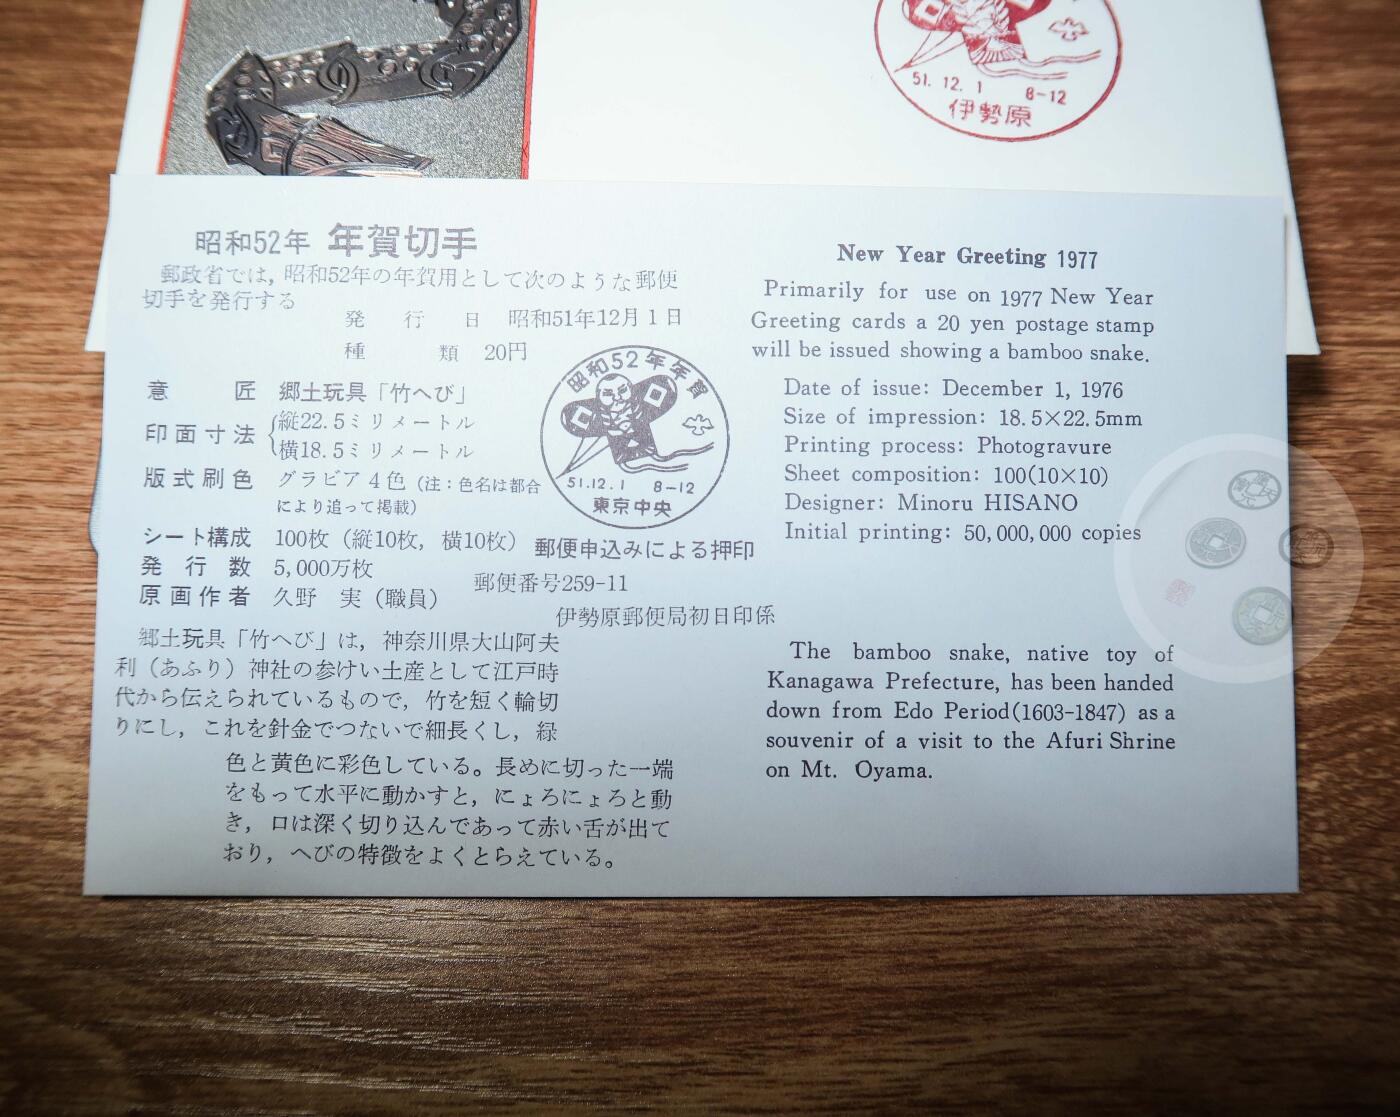 51. 12. 1 8-12
伊勢原
昭和52年 年賀切手
郵政省では，昭和52年の年賀用として次のような郵便
切手を発行する
発行日 昭和51年12月1日
種類 20円
意匠 郷土玩具「竹へび」
印面寸法 縦22.5ミリメートル
横18.5ミリメートル
版式刷色 グラビア4色（注：色名は都合
により追って掲載）
シート構成 100枚（縦10枚，横10枚）
発行数 5,000万枚
原画作者 久野 実（職員）
昭和52年年賀
51.12.1 8-12
東京中央
郵便申込みによる押印
郵便番号259-11
伊勢原郵便局初日印係
郷土玩具「竹へび」は，神奈川県大山阿夫
利（あふり）神社の参けい土産として江戸時
代から伝えられているもので，竹を短く輪切
りにし，これを針金でつないで細長くし，緑
色と黄色に彩色している。長めに切った一端
をもって水平に動かすと，にょろにょろと動
き，口は深く切り込んであって赤い舌が出て
おり，へびの特徴をよくとらえている。
New Year Greeting 1977
Primarily for use on 1977 New Year
Greeting cards a 20 yen postage stamp
will be issued showing a bamboo snake.
Date of issue: December 1, 1976
Size of impression: 18.5×22.5mm
Printing process: Photogravure
Sheet composition: 100(10×10)
Designer: Minoru HISANO
Initial printing: 50,000,000 copies
The bamboo snake, native toy of
Kanagawa Prefecture, has been handed
down from Edo Period(1603-1847) as a
souvenir of a visit to the Afuri Shrine
on Mt. Oyama.